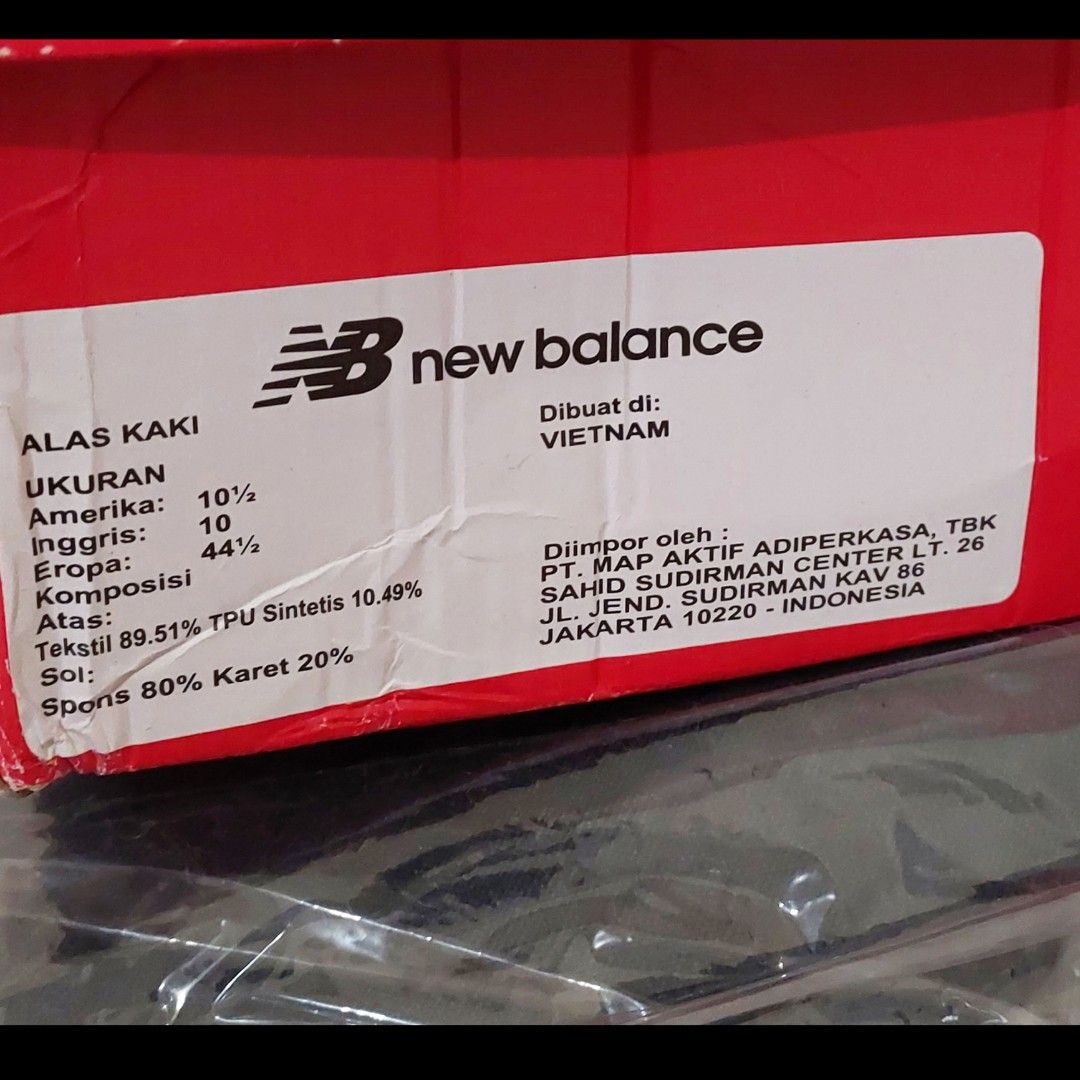 NB new balance
ALAS KAKI
UKURAN
Amerika: 10½
Inggris: 10
Eropa: 44½
Komposisi
Atas:
Tekstil 89.51% TPU Sintetis 10.49%
Sol:
Spons 80% Karet 20%
Dibuat di:
VIETNAM
Diimpor oleh :
PT. MAP AKTIF ADIPERKASA, TBK
SAHID SUDIRMAN CENTER LT. 26
JL. JEND. SUDIRMAN KAV 86
JAKARTA 10220 - INDONESIA